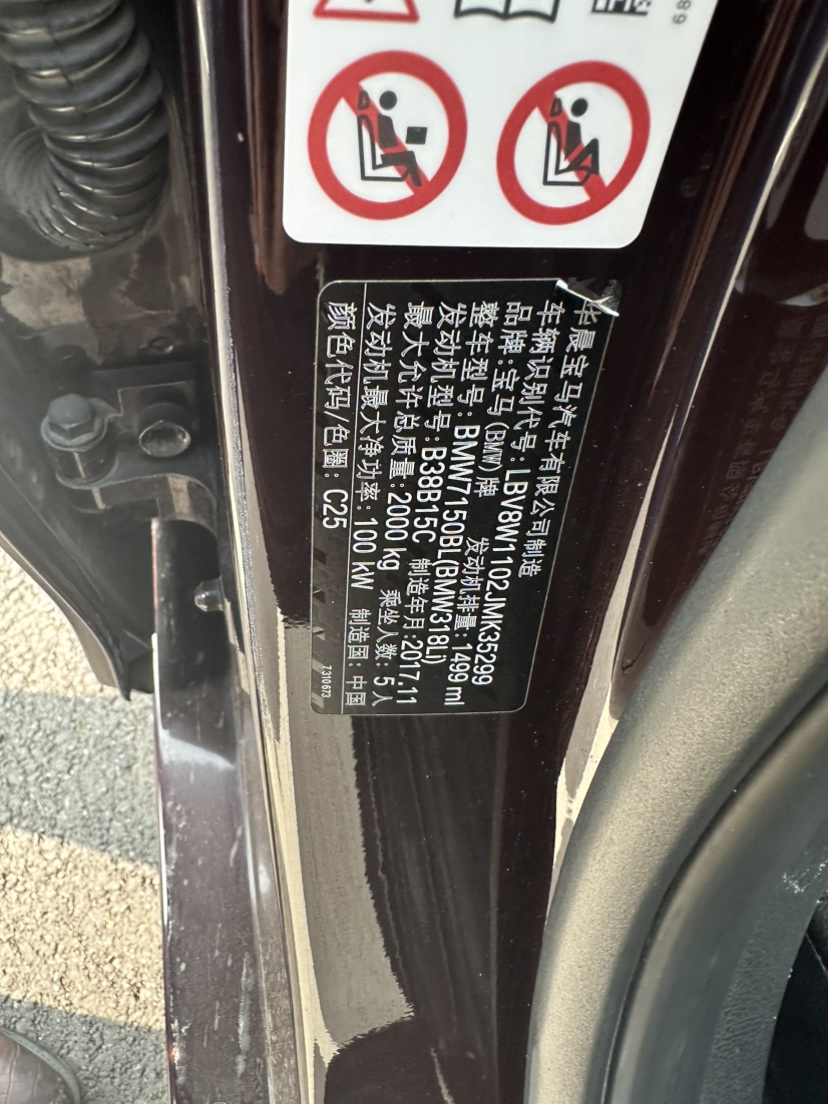 68
华晨宝马汽车有限公司制造
车辆识别代号:LBV8W1102JMK35299
品牌:宝马(BMW)牌 发动机排量:1499 ml
整车型号:BMW7150BL(BMW318Li)
发动机型号:B38B15C 制造年月:2017.11
最大允许总质量:2000 kg 乘坐人数:5人
发动机最大净功率:100 kW 制造国:中国
颜色代码/色圈:C25
7310673